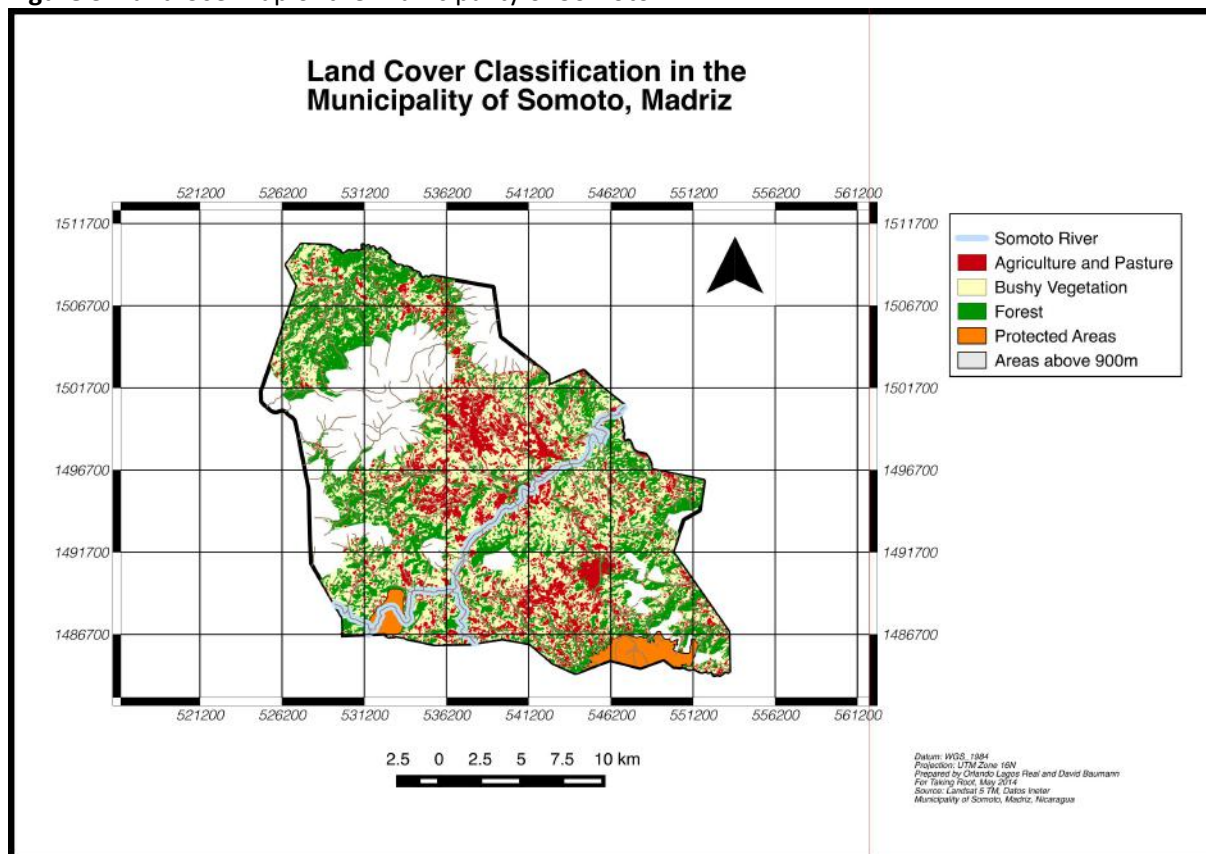 Land Cover Classification in the
Municipality of Somoto, Madriz
521200 526200 531200 536200 541200 546200 551200 556200 561200
1511700 1511700
Somoto River
Agriculture and Pasture
Bushy Vegetation
Forest
Protected Areas
Areas above 900m
1506700 1506700
1501700 1501700
1496700 1496700
1491700 1491700
1486700 1486700
521200 526200 531200 536200 541200 546200 551200 556200 561200
2.5 0 2.5 5 7.5 10 km
Datum: WGS_1984
Projection: UTM Zone 16N
Prepared by Orlando Lagos Real and David Baumann
For Taking Root, May 2014
Source: Landsat 5 TM, Datos Ineter
Municipality of Somoto, Madriz, Nicaragua